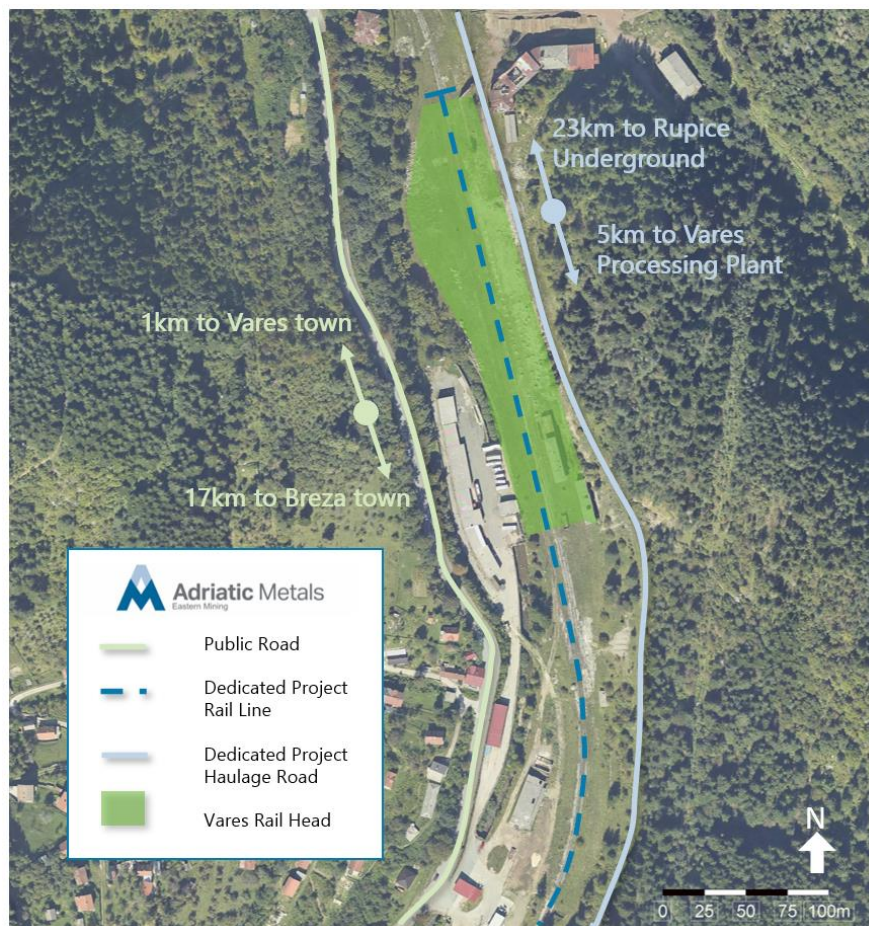 23km to Rupice
Underground
5km to Vares
Processing Plant
1km to Vares town
17km to Breza town
Adriatic Metals
Eastern Mining
Public Road
Dedicated Project
Rail Line
Dedicated Project
Haulage Road
Vares Rail Head
N
0 25 50 75 100m